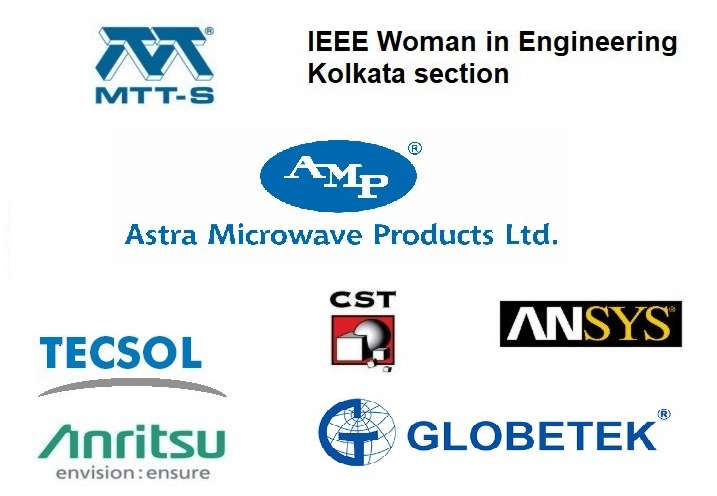 MTT-S ®
IEEE Woman in Engineering
Kolkata section
AMP ®
Astra Microwave Products Ltd.
CST
ANSYS®
TECSOL
Anritsu
envision : ensure
GLOBETEK®